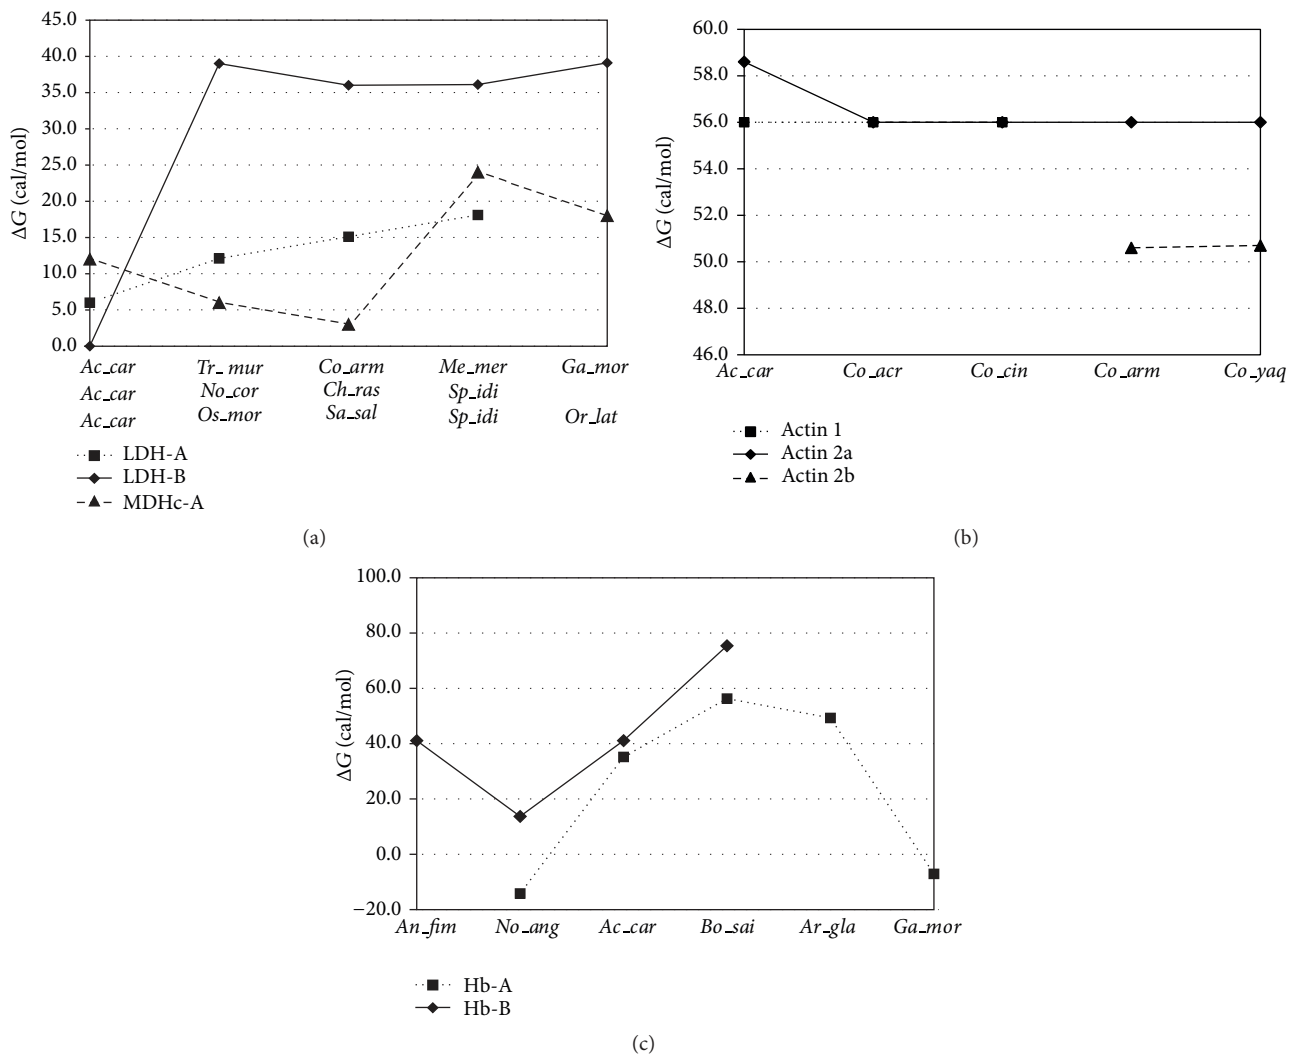 45.0
40.0
35.0
30.0
25.0
20.0
15.0
10.0
5.0
0.0
ΔG (cal/mol)
Ac_car Tr_mur Co_arm Me_mer Ga_mor
Ac_car No_cor Ch_ras Sp_idi
Ac_car Os_mor Sa_sal Sp_idi Or_lat
LDH-A
LDH-B
MDHc-A
(a)
60.0
58.0
56.0
54.0
52.0
50.0
48.0
46.0
ΔG (cal/mol)
Ac_car Co_acr Co_cin Co_arm Co_yaq
Actin 1
Actin 2a
Actin 2b
(b)
100.0
80.0
60.0
40.0
20.0
0.0
−20.0
ΔG (cal/mol)
An_fim No_ang Ac_car Bo_sai Ar_gla Ga_mor
Hb-A
Hb-B
(c)